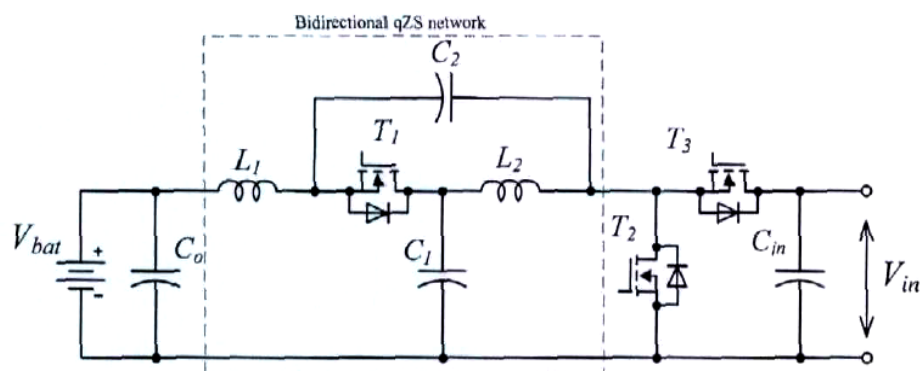 Bidirectional qZS network
C2
T1
L1
L2
T3
Vbat
+
-
Co
C1
T2
Cin
Vin